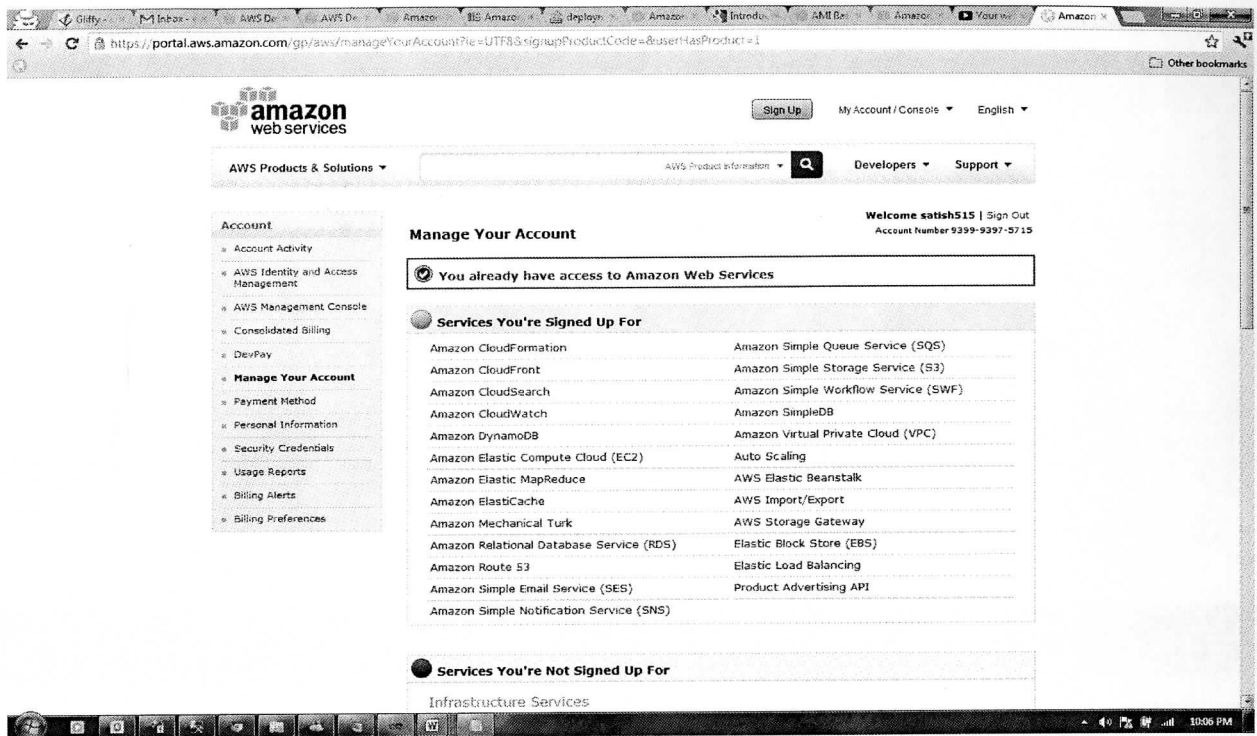 Gliffy -
Inbox -
AWS De
AWS De
Amazon
Amazon
deploym
Amazon
Introdu
AMI Bas
Amazon
Your
Amazon
https://portal.aws.amazon.com/gp/aws/manageYourAccount?ie=UTF8&signupProductCode=&userHasProduct=1
Other bookmarks
amazon
web services
Sign Up
My Account / Console
English
AWS Products & Solutions
AWS Product Information
Developers
Support
Welcome satish515 | Sign Out
Account Number 9399-9397-5715
Account
Account Activity
AWS Identity and Access
Management
AWS Management Console
Consolidated Billing
DevPay
Manage Your Account
Payment Method
Personal Information
Security Credentials
Usage Reports
Billing Alerts
Billing Preferences
Manage Your Account
You already have access to Amazon Web Services
Services You're Signed Up For
Amazon CloudFormation
Amazon CloudFront
Amazon CloudSearch
Amazon CloudWatch
Amazon DynamoDB
Amazon Elastic Compute Cloud (EC2)
Amazon Elastic MapReduce
Amazon ElastiCache
Amazon Mechanical Turk
Amazon Relational Database Service (RDS)
Amazon Route 53
Amazon Simple Email Service (SES)
Amazon Simple Notification Service (SNS)
Amazon Simple Queue Service (SQS)
Amazon Simple Storage Service (S3)
Amazon Simple Workflow Service (SWF)
Amazon SimpleDB
Amazon Virtual Private Cloud (VPC)
Auto Scaling
AWS Elastic Beanstalk
AWS Import/Export
AWS Storage Gateway
Elastic Block Store (EBS)
Elastic Load Balancing
Product Advertising API
Services You're Not Signed Up For
Infrastructure Services
10:06 PM